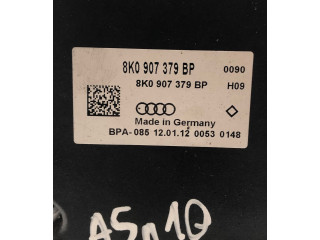 8K0 907 379 BP 0090
8K0 907 379 BP H09
Made in Germany
BPA- 085 12.01.12 0053 0148